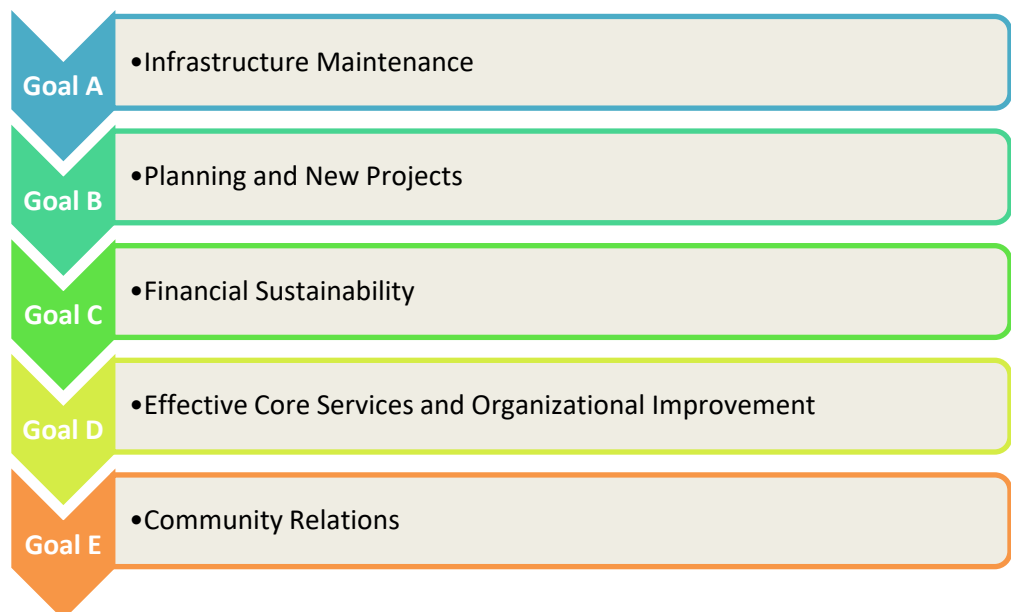 Goal A
•Infrastructure Maintenance
Goal B
•Planning and New Projects
Goal C
•Financial Sustainability
Goal D
•Effective Core Services and Organizational Improvement
Goal E
•Community Relations